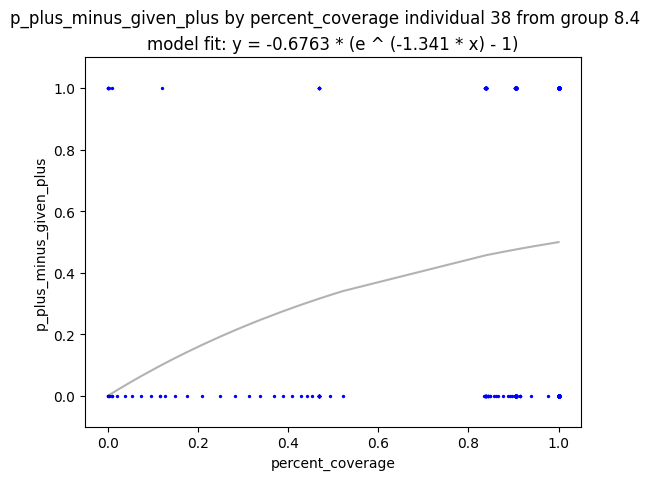 p_plus_minus_given_plus by percent_coverage individual 38 from group 8.4
model fit: y = -0.6763 * (e ^ (-1.341 * x) - 1)
1.0
0.8
0.6
0.4
0.2
0.0
p_plus_minus_given_plus
0.0 0.2 0.4 0.6 0.8 1.0
percent_coverage